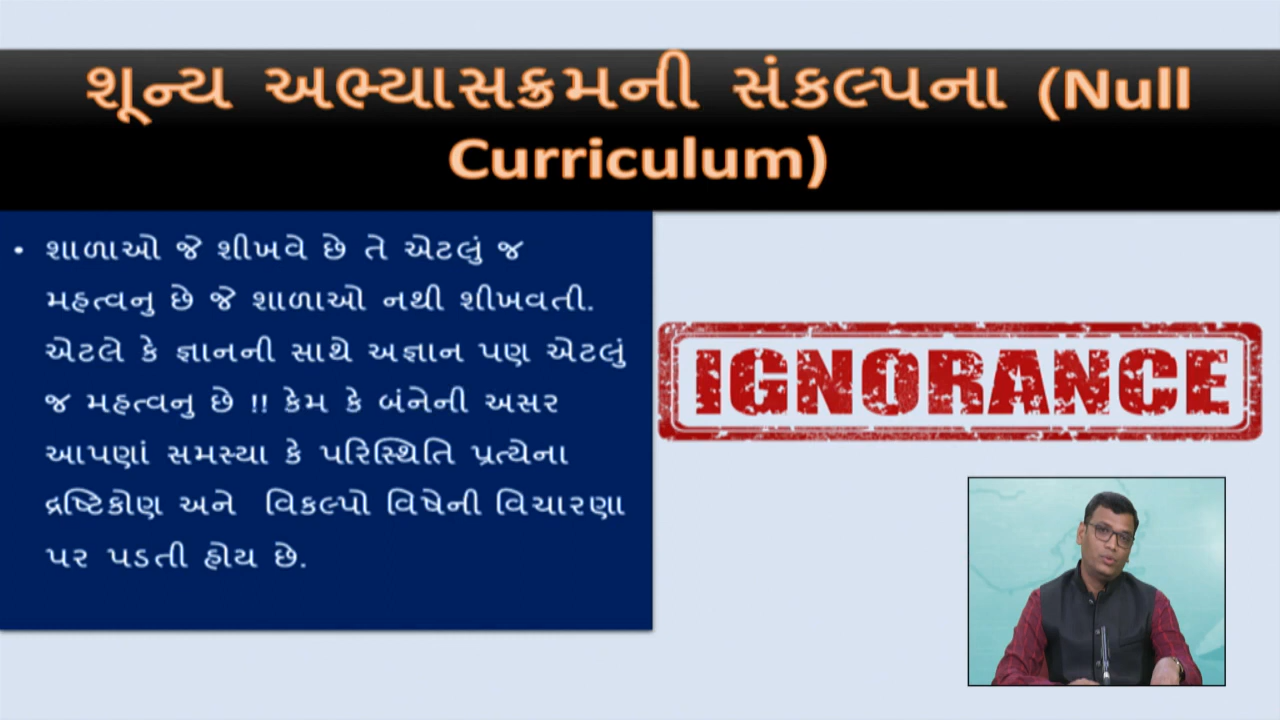 શૂન્ય અભ્યાસક્રમની સંકલ્પના (Null
Curriculum)
• શાળાઓ જે શીખવે છે તે એટલું જ
મહત્વનુ છે જે શાળાઓ નથી શીખવતી.
એટલે કે જ્ઞાનની સાથે અજ્ઞાન પણ એટલું
જ મહત્વનુ છે !! કેમ કે બંનેની અસર
આપણાં સમસ્યા કે પરિસ્થિતિ પ્રત્યેના
દ્રષ્ટિકોણ અને વિકલ્પો વિષેની વિચારણા
પર પડતી હોય છે.
IGNORANCE